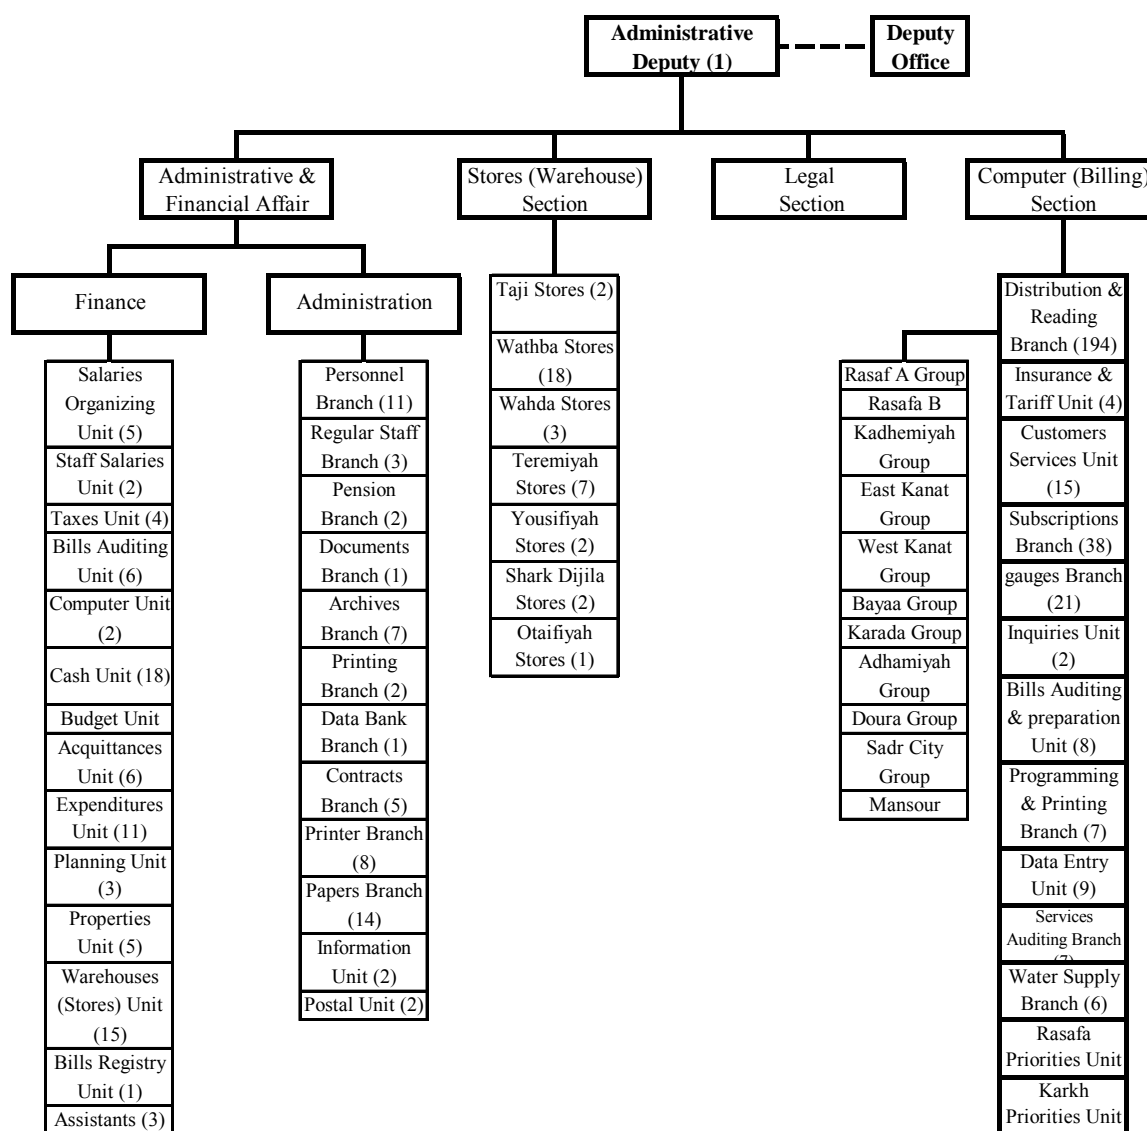 Administrative
Deputy (1)
Deputy
Office
Administrative &
Financial Affair
Stores (Warehouse)
Section
Legal
Section
Computer (Billing)
Section
Finance
Administration
Salaries
Organizing
Unit (5)
Staff Salaries
Unit (2)
Taxes Unit (4)
Bills Auditing
Unit (6)
Computer Unit
(2)
Cash Unit (18)
Budget Unit
Acquittances
Unit (6)
Expenditures
Unit (11)
Planning Unit
(3)
Properties
Unit (5)
Warehouses
(Stores) Unit
(15)
Bills Registry
Unit (1)
Assistants (3)
Personnel
Branch (11)
Regular Staff
Branch (3)
Pension
Branch (2)
Documents
Branch (1)
Archives
Branch (7)
Printing
Branch (2)
Data Bank
Branch (1)
Contracts
Branch (5)
Printer Branch
(8)
Papers Branch
(14)
Information
Unit (2)
Postal Unit (2)
Taji Stores (2)
Wathba Stores
(18)
Wahda Stores
(3)
Teremiyah
Stores (7)
Yousifiyah
Stores (2)
Shark Dijila
Stores (2)
Otaifiyah
Stores (1)
Rasaf A Group
Rasafa B
Kadhemiyah
Group
East Kanat
Group
West Kanat
Group
Bayaa Group
Karada Group
Adhamiyah
Group
Doura Group
Sadr City
Group
Mansour
Distribution &
Reading
Branch (194)
Insurance &
Tariff Unit (4)
Customers
Services Unit
(15)
Subscriptions
Branch (38)
gauges Branch
(21)
Inquiries Unit
(2)
Bills Auditing
& preparation
Unit (8)
Programming
& Printing
Branch (7)
Data Entry
Unit (9)
Services
Auditing Branch
Water Supply
Branch (6)
Rasafa
Priorities Unit
Karkh
Priorities Unit